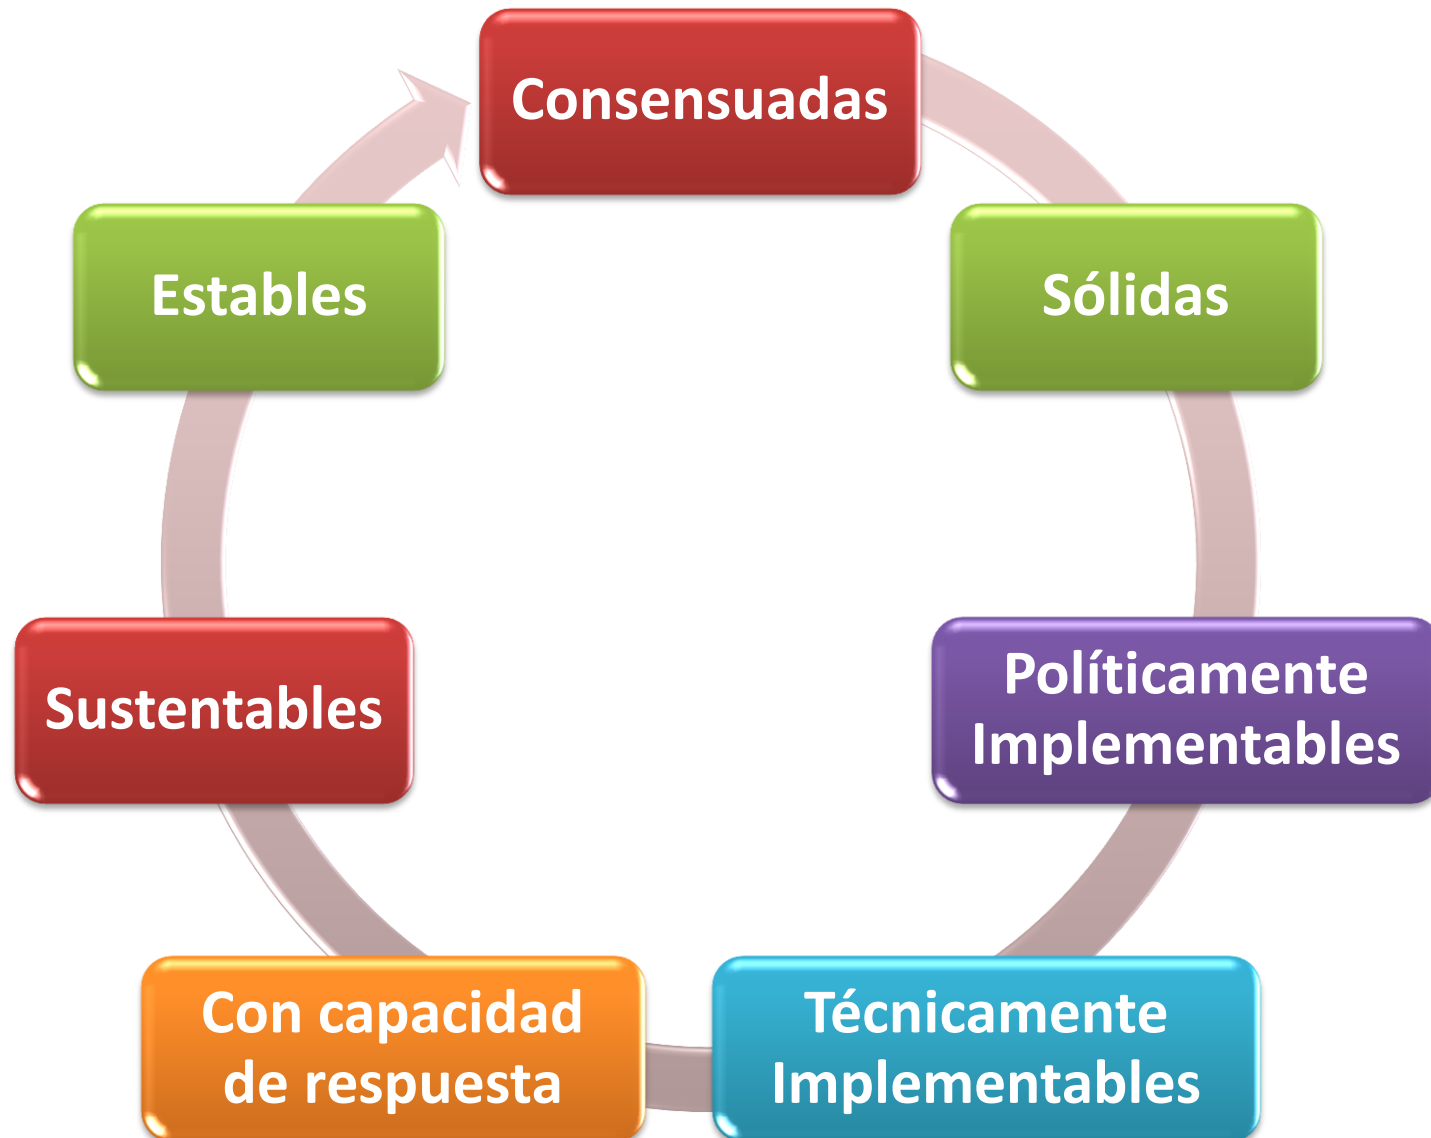 Consensuadas
Sólidas
Políticamente
Implementables
Técnicamente
Implementables
Con capacidad
de respuesta
Sustentables
Estables